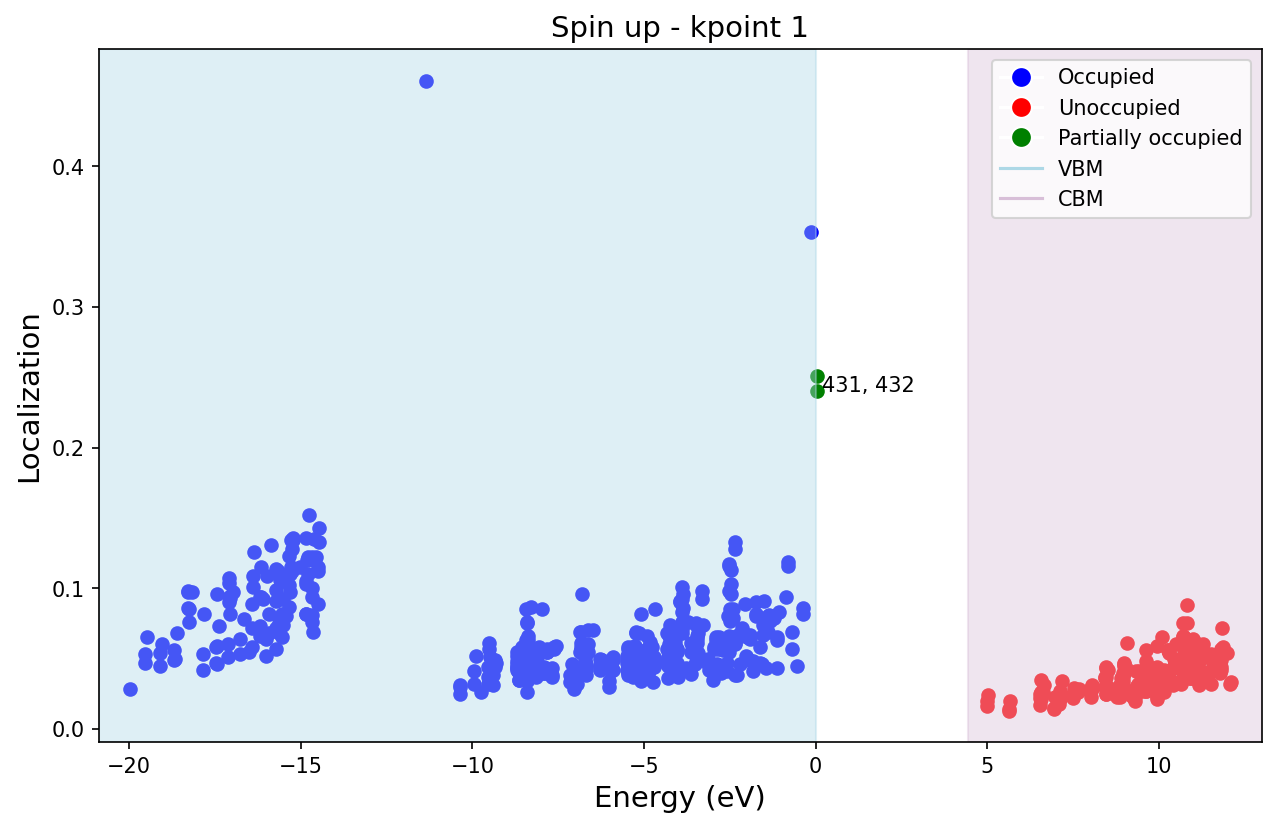 Spin up - kpoint 1
Localization
0.4
0.3
0.2
0.1
0.0
Occupied
Unoccupied
Partially occupied
VBM
CBM
431, 432
−20
−15
−10
−5
0
5
10
Energy (eV)